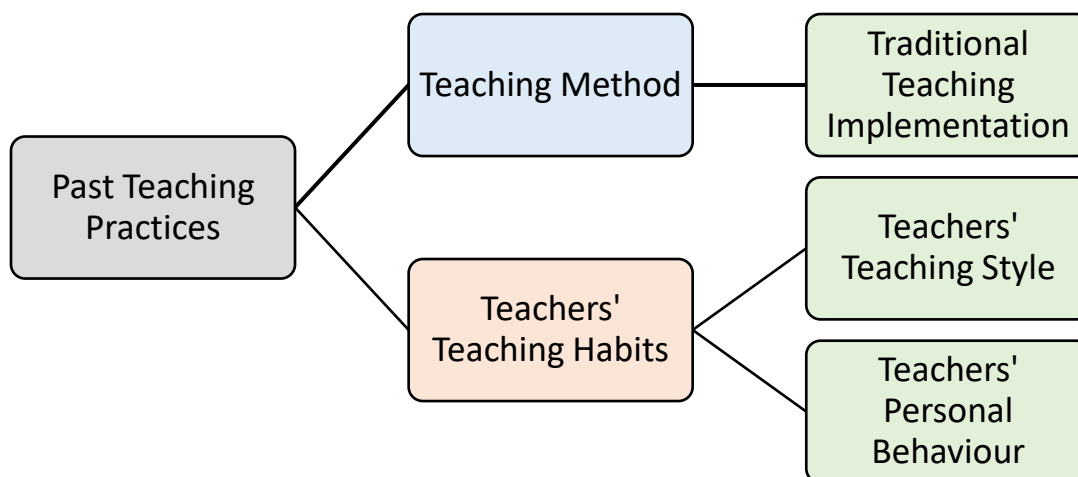 Past Teaching
Practices
Teaching Method
Teachers'
Teaching Habits
Traditional
Teaching
Implementation
Teachers'
Teaching Style
Teachers'
Personal
Behaviour